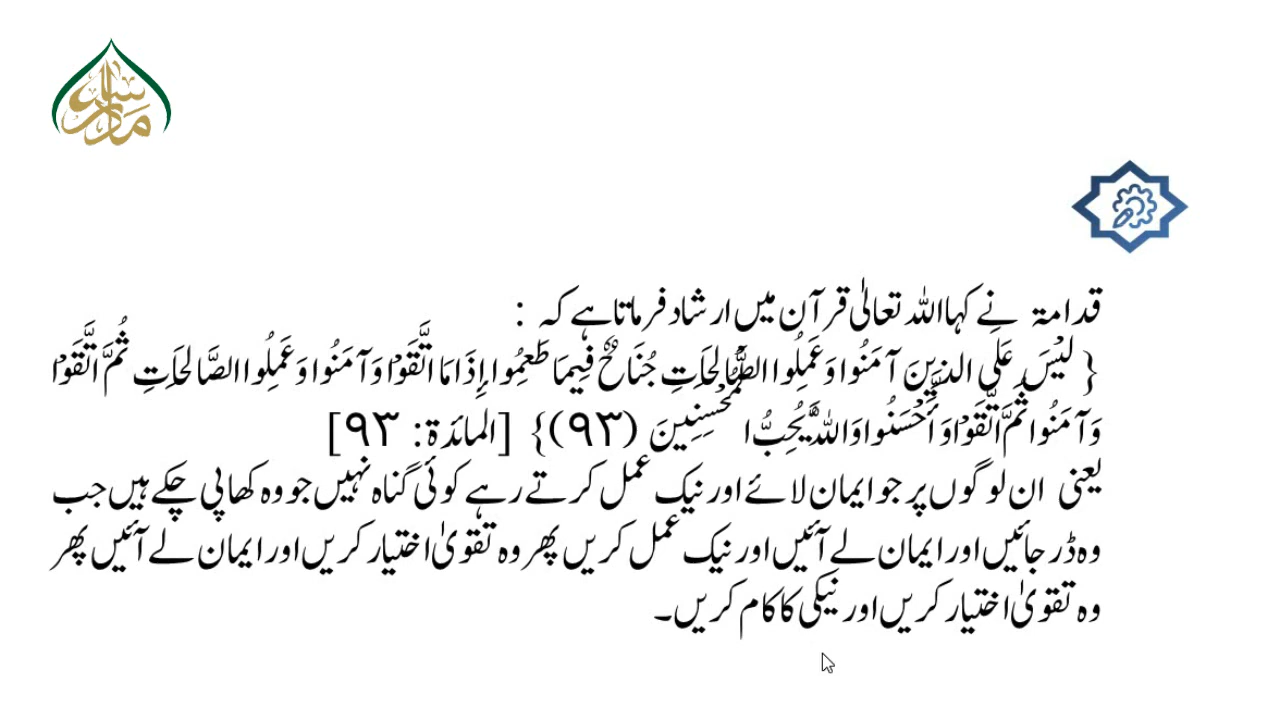 مدارس
قدامة نے کہا اللہ تعالیٰ قرآن میں ارشاد فرماتا ہے کہ :
{ لَيْسَ عَلَى الذِينَ آمَنُوا وَعَمِلُوا الصَّالِحَاتِ جُنَاحٌ فِيمَا طَعِمُوا إِذَا مَا اتَّقَوْا وَآمَنُوا وَعَمِلُوا الصَّالِحَاتِ ثُمَّ اتَّقَوْا
وَآمَنُوا ثُمَّ اتَّقَوْا وَأَحْسَنُوا وَاللَّهُ يُحِبُّ الْمُحْسِنِينَ (۹۳)} [المائدة: ۹۳]
یعنی ان لوگوں پر جو ایمان لائے اور نیک عمل کرتے رہے کوئی گناہ نہیں جو وہ کھا پی چکے ہیں جب
وہ ڈر جائیں اور ایمان لے آئیں اور نیک عمل کریں پھر وہ تقویٰ اختیار کریں اور ایمان لے آئیں پھر
وہ تقویٰ اختیار کریں اور نیکی کا کام کریں۔